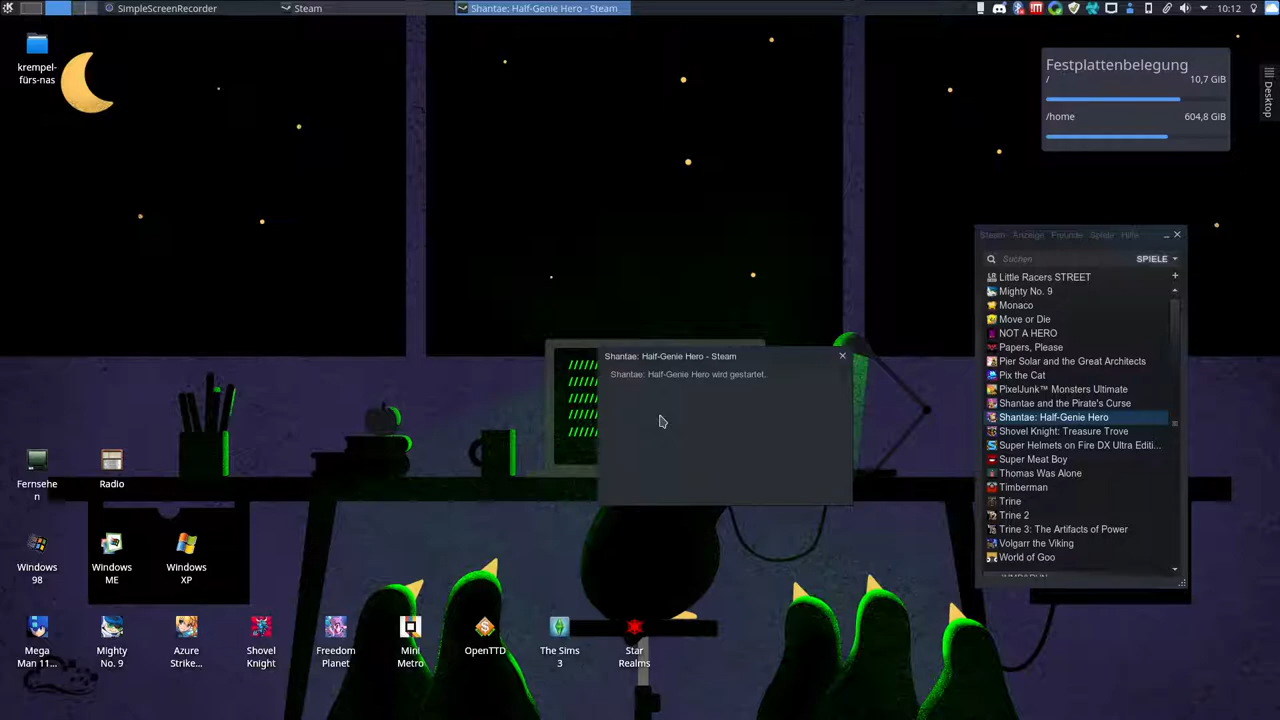 SimpleScreenRecorder
Steam
Shantae: Half-Genie Hero - Steam
10:12
krempel-
fürs-nas
Festplattenbelegung
/ 10,7 GiB
/home 604,8 GiB
Desktop
Steam Anzeige Freunde Spiele Hilfe
Suchen SPIELE
Little Racers STREET
Mighty No. 9
Monaco
Move or Die
NOT A HERO
Papers, Please
Pier Solar and the Great Architects
Pix the Cat
PixelJunk™ Monsters Ultimate
Shantae and the Pirate's Curse
Shantae: Half-Genie Hero
Shovel Knight: Treasure Trove
Super Helmets on Fire DX Ultra Editi...
Super Meat Boy
Thomas Was Alone
Timberman
Trine
Trine 2
Trine 3: The Artifacts of Power
Volgarr the Viking
World of Goo
Shantae: Half-Genie Hero - Steam
Shantae: Half-Genie Hero wird gestartet.
Fernsehe
n
Radio
Windows
98
Windows
ME
Windows
XP
Mega
Man 11...
Mighty
No. 9
Azure
Strike...
Shovel
Knight
Freedom
Planet
Mini
Metro
OpenTTD
The Sims
3
Star
Realms